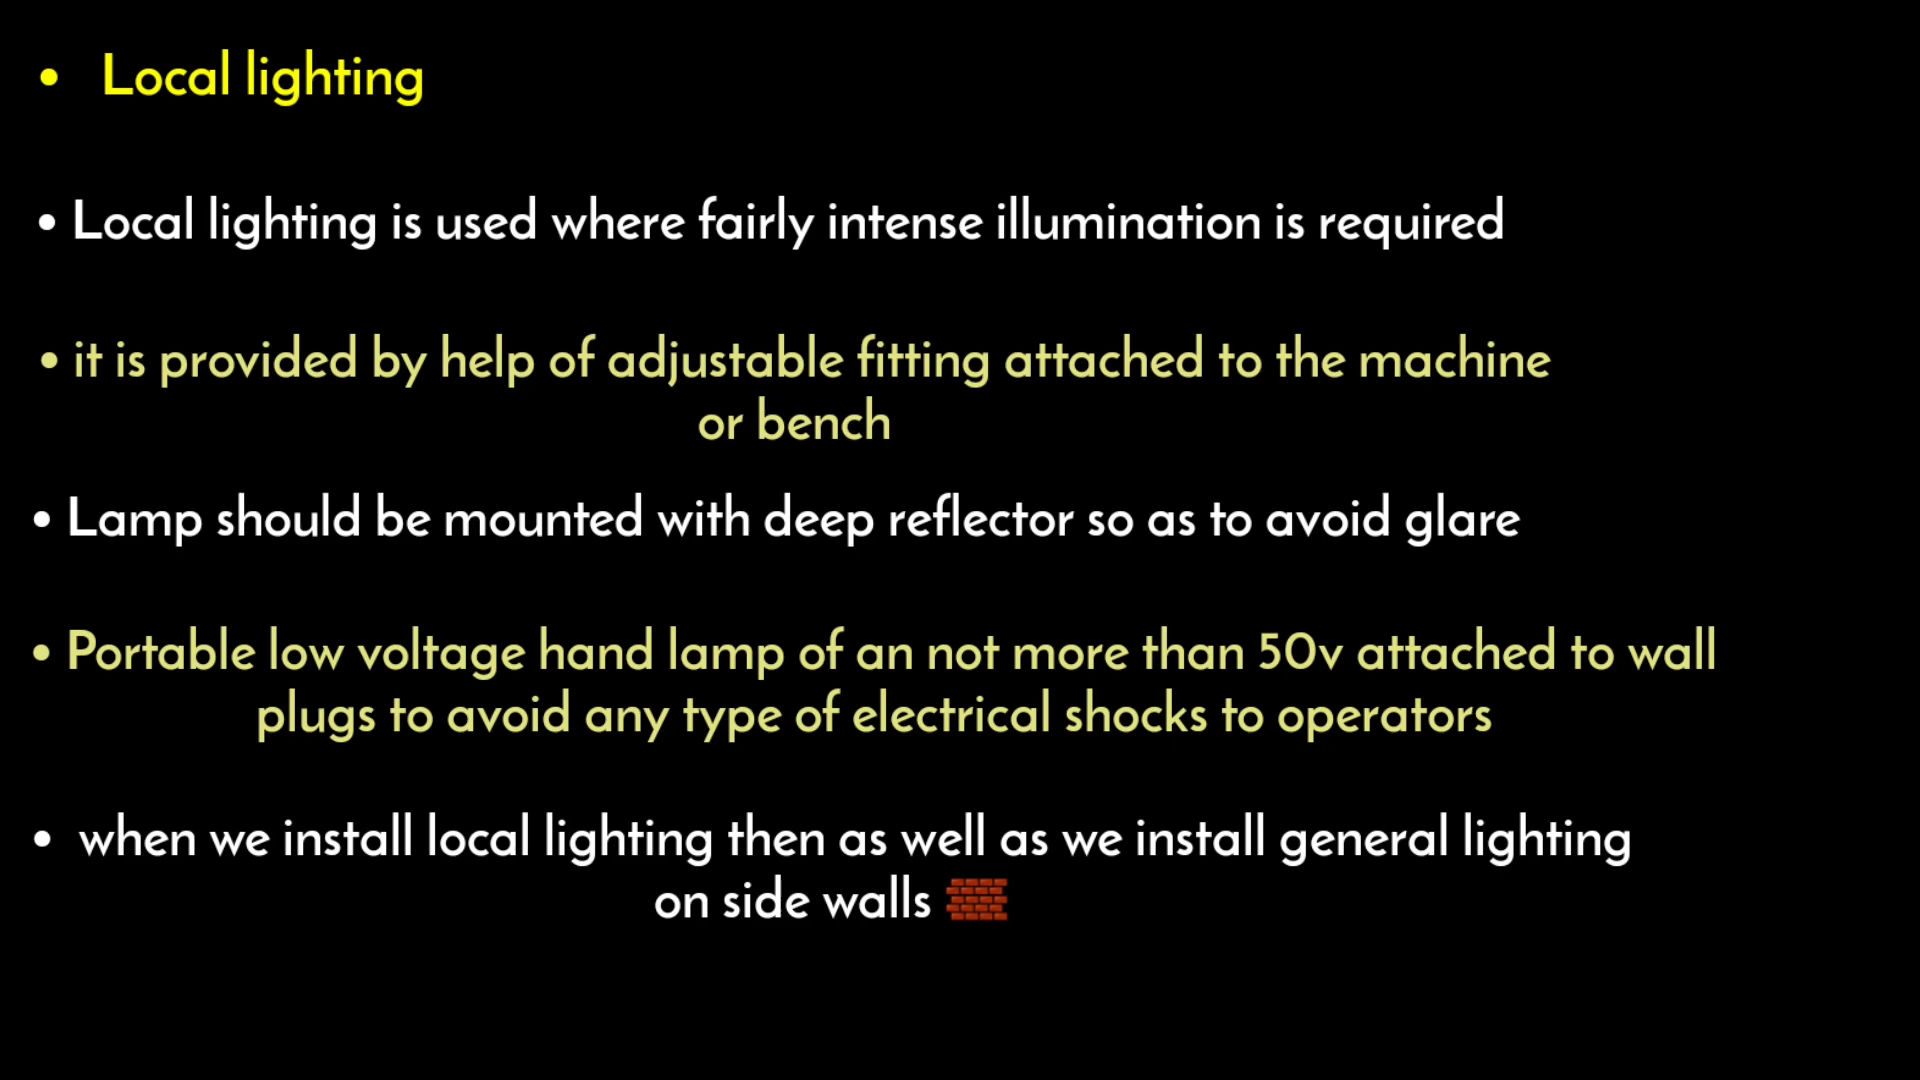 • Local lighting
• Local lighting is used where fairly intense illumination is required
• it is provided by help of adjustable fitting attached to the machine
or bench
• Lamp should be mounted with deep reflector so as to avoid glare
• Portable low voltage hand lamp of an not more than 50v attached to wall
plugs to avoid any type of electrical shocks to operators
• when we install local lighting then as well as we install general lighting
on side walls 🧱